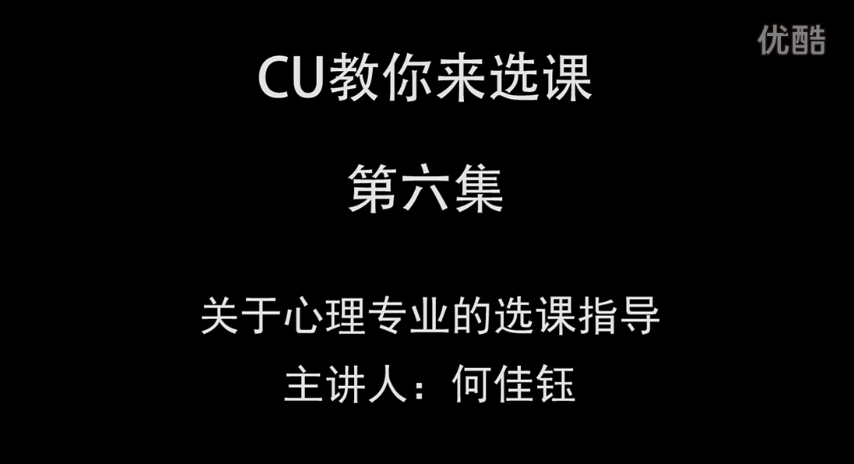 优酷
CU教你来选课
第六集
关于心理专业的选课指导
主讲人：何佳钰